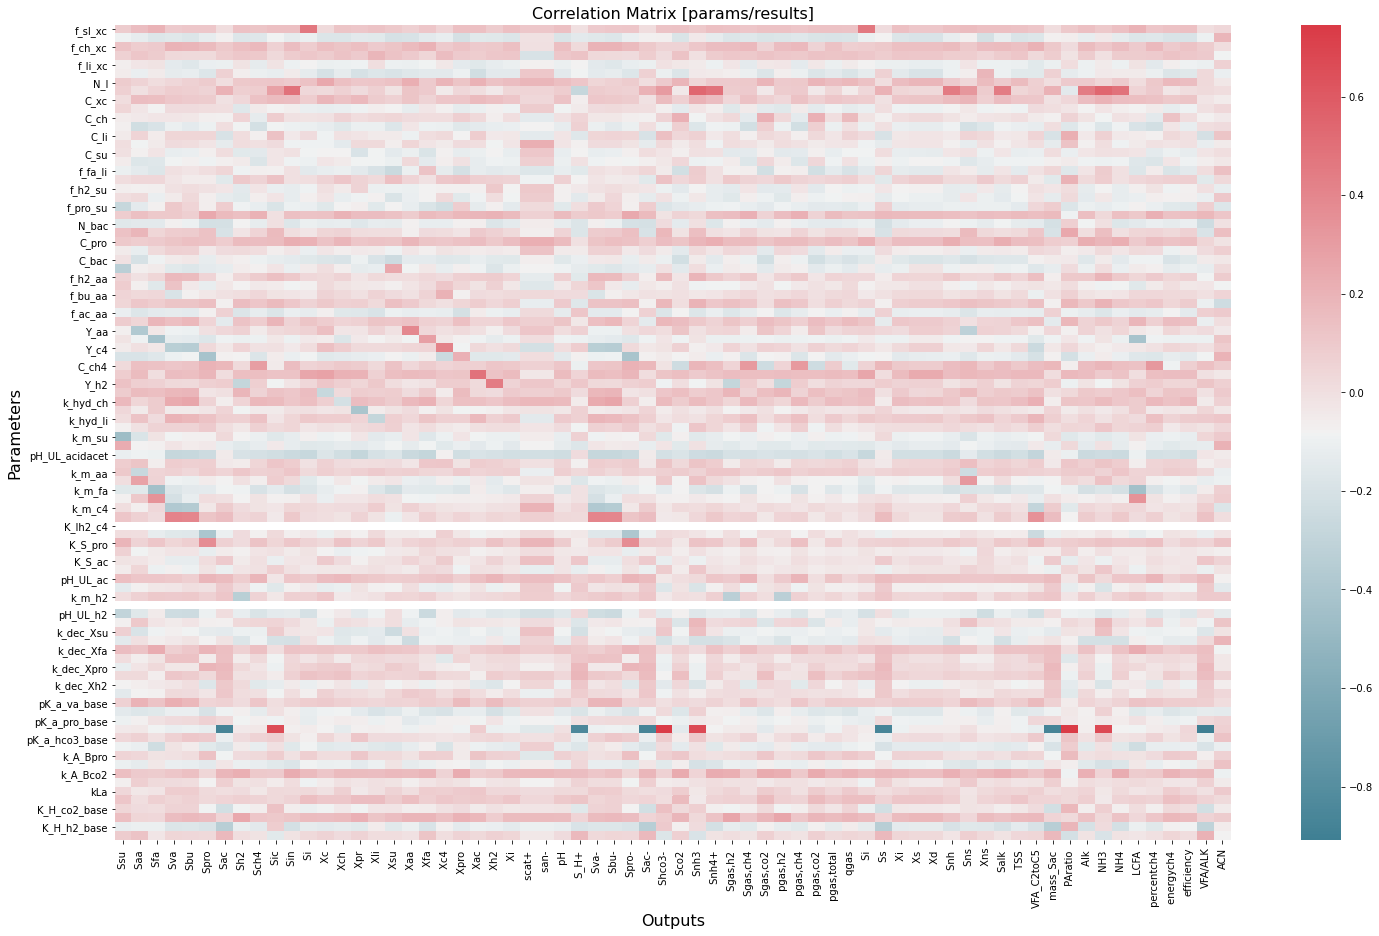 Correlation Matrix [params/results]
Parameters
f_sI_xc
f_ch_xc
f_li_xc
N_I
C_xc
C_ch
C_li
C_su
f_fa_li
f_h2_su
f_pro_su
N_bac
C_pro
C_bac
f_h2_aa
f_bu_aa
f_ac_aa
Y_aa
Y_c4
C_ch4
Y_h2
k_hyd_ch
k_hyd_li
k_m_su
pH_UL_acidacet
k_m_aa
k_m_fa
k_m_c4
K_Ih2_c4
K_S_pro
K_S_ac
pH_UL_ac
k_m_h2
pH_UL_h2
k_dec_Xsu
k_dec_Xfa
k_dec_Xpro
k_dec_Xh2
pK_a_va_base
pK_a_pro_base
pK_a_hco3_base
k_A_Bpro
k_A_Bco2
kLa
K_H_co2_base
K_H_h2_base
Ssu
Saa
Sfa
Sva
Sbu
Spro
Sac
Sh2
Sch4
Sic
Sin
Si
Xc
Xch
Xpr
Xli
Xsu
Xaa
Xfa
Xc4
Xpro
Xac
Xh2
Xi
scat+
san-
pH
S_H+
Sva-
Sbu-
Spro-
Sac-
Shco3-
Sco2
Snh3
Snh4+
Sgas,h2
Sgas,ch4
Sgas,co2
pgas,h2
pgas,ch4
pgas,co2
pgas,total
qgas
Si
Ss
Xi
Xs
Xd
Snh
Sns
Xns
Salk
TSS
VFA_C2toC5
mass_Sac
PAratio
Alk
NH3
NH4
LCFA
percentch4
energych4
efficiency
VFA/ALK
ACN
Outputs
0.6
0.4
0.2
0.0
−0.2
−0.4
−0.6
−0.8